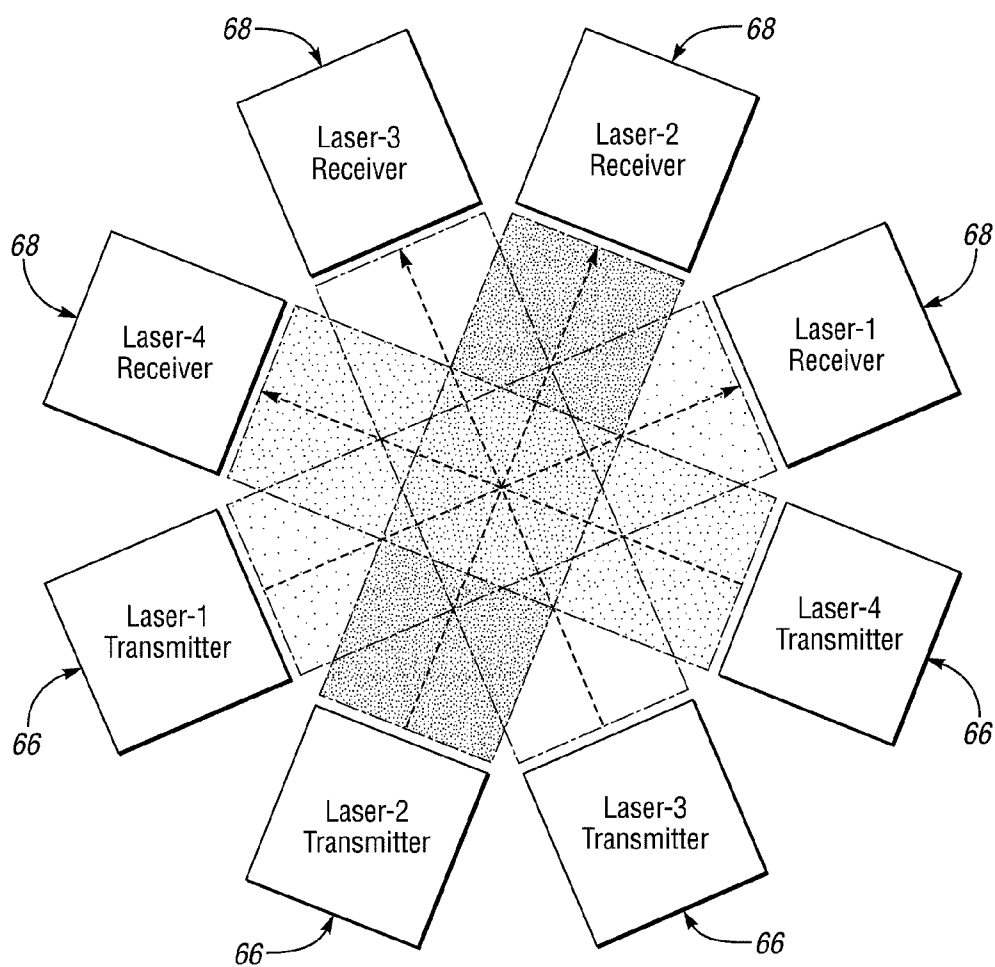 68
68
Laser-3
Receiver
Laser-2
Receiver
68
68
Laser-4
Receiver
Laser-1
Receiver
Laser-1
Transmitter
Laser-4
Transmitter
66
66
Laser-2
Transmitter
Laser-3
Transmitter
66
66